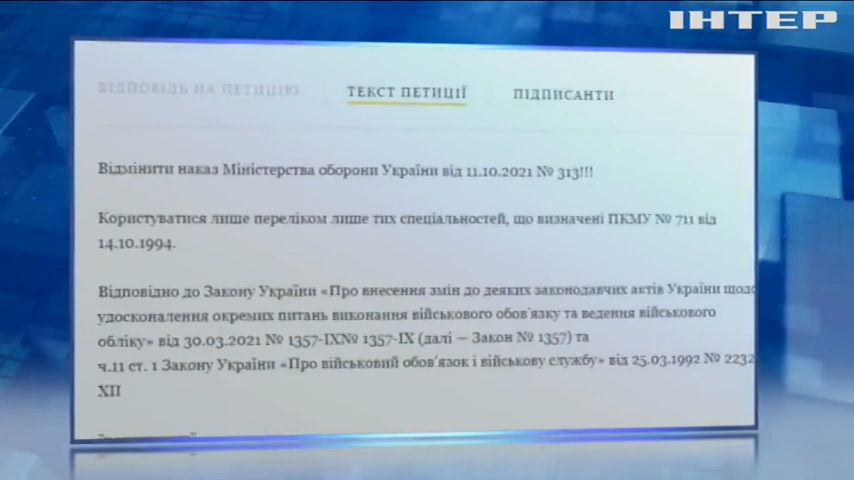 ІНТЕР
ВІДПОВІДЬ НА ПЕТИЦІЮ ТЕКСТ ПЕТИЦІЇ ПІДПИСАНТИ
Відмінити наказ Міністерства оборони України від 11.10.2021 № 313!!!
Користуватися лише переліком лише тих спеціальностей, що визначені ПКМУ № 711 від
14.10.1994.
Відповідно до Закону України «Про внесення змін до деяких законодавчих актів України щодо
удосконалення окремих питань виконання військового обов'язку та ведення військового
обліку» від 30.03.2021 № 1357-IX№ 1357-IX (далі — Закон № 1357) та
ч.11 ст. 1 Закону України «Про військовий обов'язок і військову службу» від 25.03.1992 № 2232
XII